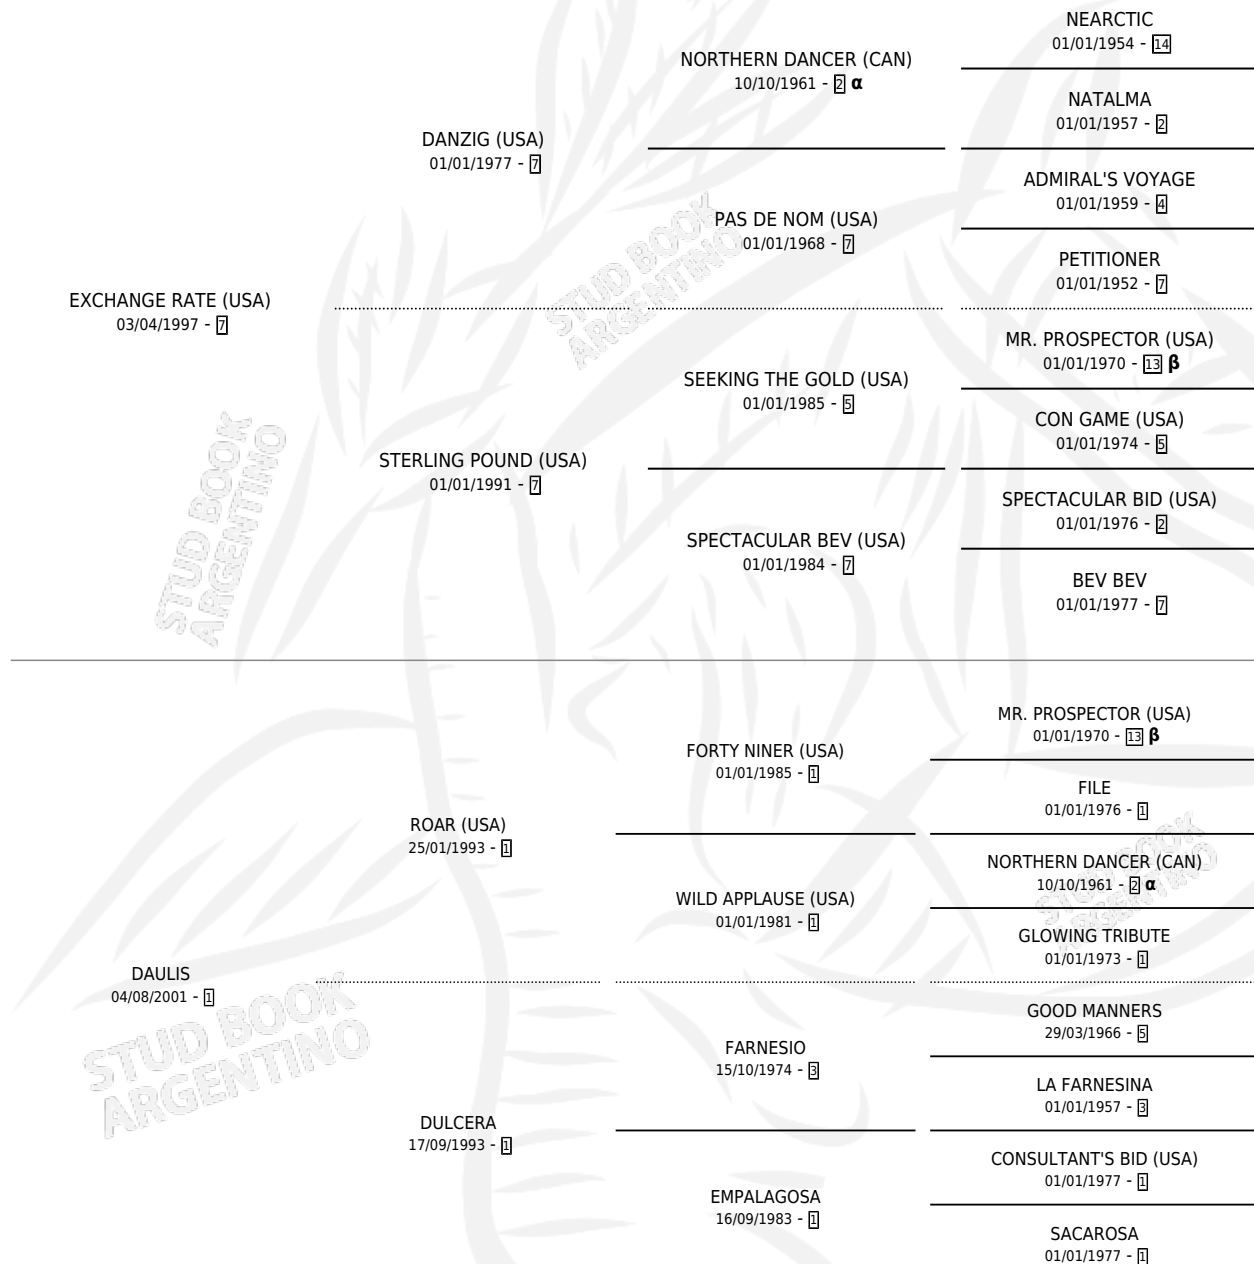 NEARCTIC
01/01/1954 - 14
NORTHERN DANCER (CAN)
10/10/1961 - 2 α
NATALMA
01/01/1957 - 2
DANZIG (USA)
01/01/1977 - 7
ADMIRAL'S VOYAGE
01/01/1959 - 4
PAS DE NOM (USA)
01/01/1968 - 7
PETITIONER
01/01/1952 - 7
EXCHANGE RATE (USA)
03/04/1997 - 7
MR. PROSPECTOR (USA)
01/01/1970 - 13 β
SEEKING THE GOLD (USA)
01/01/1985 - 5
CON GAME (USA)
01/01/1974 - 5
STERLING POUND (USA)
01/01/1991 - 7
SPECTACULAR BID (USA)
01/01/1976 - 2
SPECTACULAR BEV (USA)
01/01/1984 - 7
BEV BEV
01/01/1977 - 7
MR. PROSPECTOR (USA)
01/01/1970 - 13 β
FORTY NINER (USA)
01/01/1985 - 1
FILE
01/01/1976 - 1
ROAR (USA)
25/01/1993 - 1
NORTHERN DANCER (CAN)
10/10/1961 - 2 α
WILD APPLAUSE (USA)
01/01/1981 - 1
GLOWING TRIBUTE
01/01/1973 - 1
DAULIS
04/08/2001 - 1
GOOD MANNERS
29/03/1966 - 5
FARNESIO
15/10/1974 - 3
LA FARNESINA
01/01/1957 - 3
DULCERA
17/09/1993 - 1
CONSULTANT'S BID (USA)
01/01/1977 - 1
EMPALAGOSA
16/09/1983 - 1
SACAROSA
01/01/1977 - 1
STUD BOOK
ARGENTINO
STUD BOOK
ARGENTINO
STUD BOOK
ARGENTINO
STUD BOOK
ARGENTINO